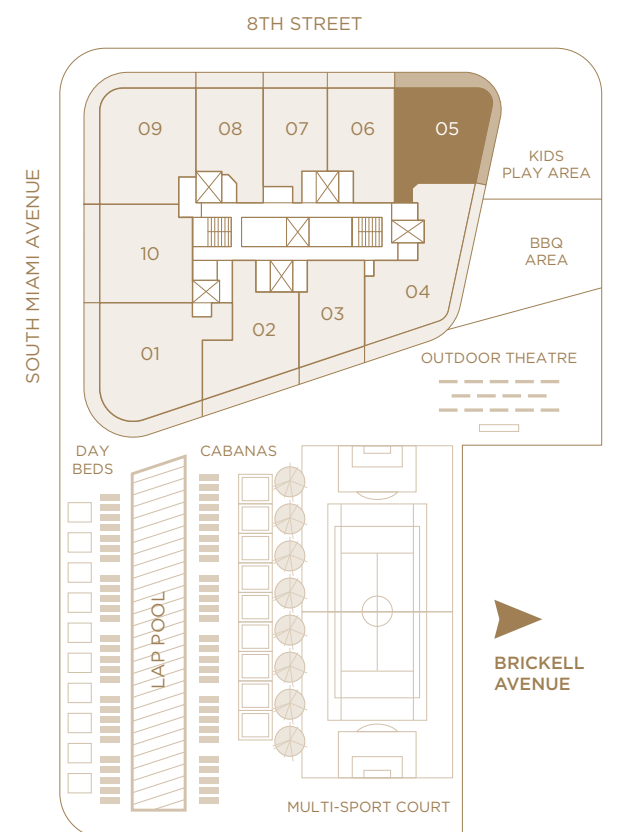 8TH STREET
SOUTH MIAMI AVENUE
09
08
07
06
05
KIDS
PLAY AREA
10
BBQ
AREA
04
03
02
01
OUTDOOR THEATRE
DAY
BEDS
CABANAS
LAP POOL
BRICKELL
AVENUE
MULTI-SPORT COURT